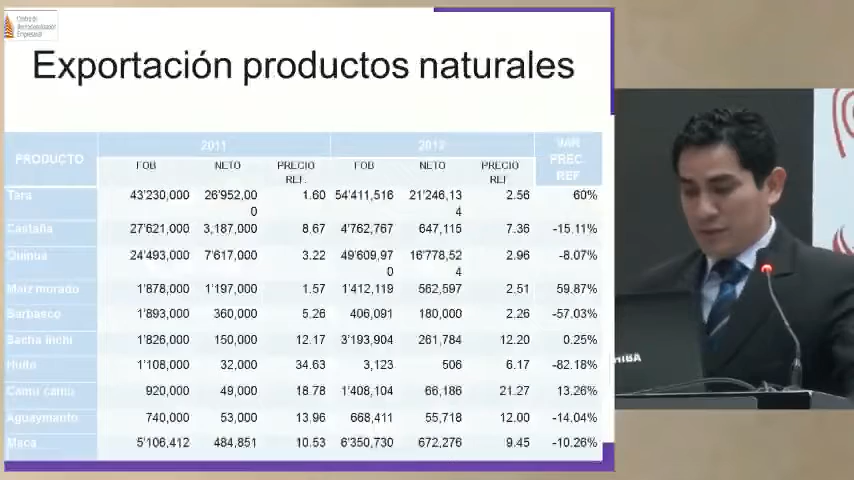 Centro de
Internacionalización
Empresarial
Exportación productos naturales
PRODUCTO 2011 2012 VAR PREC REF
FOB NETO PRECIO REF. FOB NETO PRECIO REF
Tara 43'230,000 26'952,000 1.60 54'411,516 21'246,134 2.56 60%
Castaña 27'621,000 3,187,000 8.67 4'762,767 647,115 7.36 -15.11%
Quinua 24'493,000 7'617,000 3.22 49'609,970 16'778,524 2.96 -8.07%
Maiz morado 1'878,000 1'197,000 1.57 1'412,119 562,597 2.51 59.87%
Barbasco 1'893,000 360,000 5.26 406,091 180,000 2.26 -57.03%
Sacha inchi 1'826,000 150,000 12.17 3'193,904 261,784 12.20 0.25%
Huito 1'108,000 32,000 34.63 3,123 506 6.17 -82.18%
Camu camu 920,000 49,000 18.78 1'408,104 66,186 21.27 13.26%
Aguaymanto 740,000 53,000 13.96 668,411 55,718 12.00 -14.04%
Maca 5'106,412 484,851 10.53 6'350,730 672,276 9.45 -10.26%